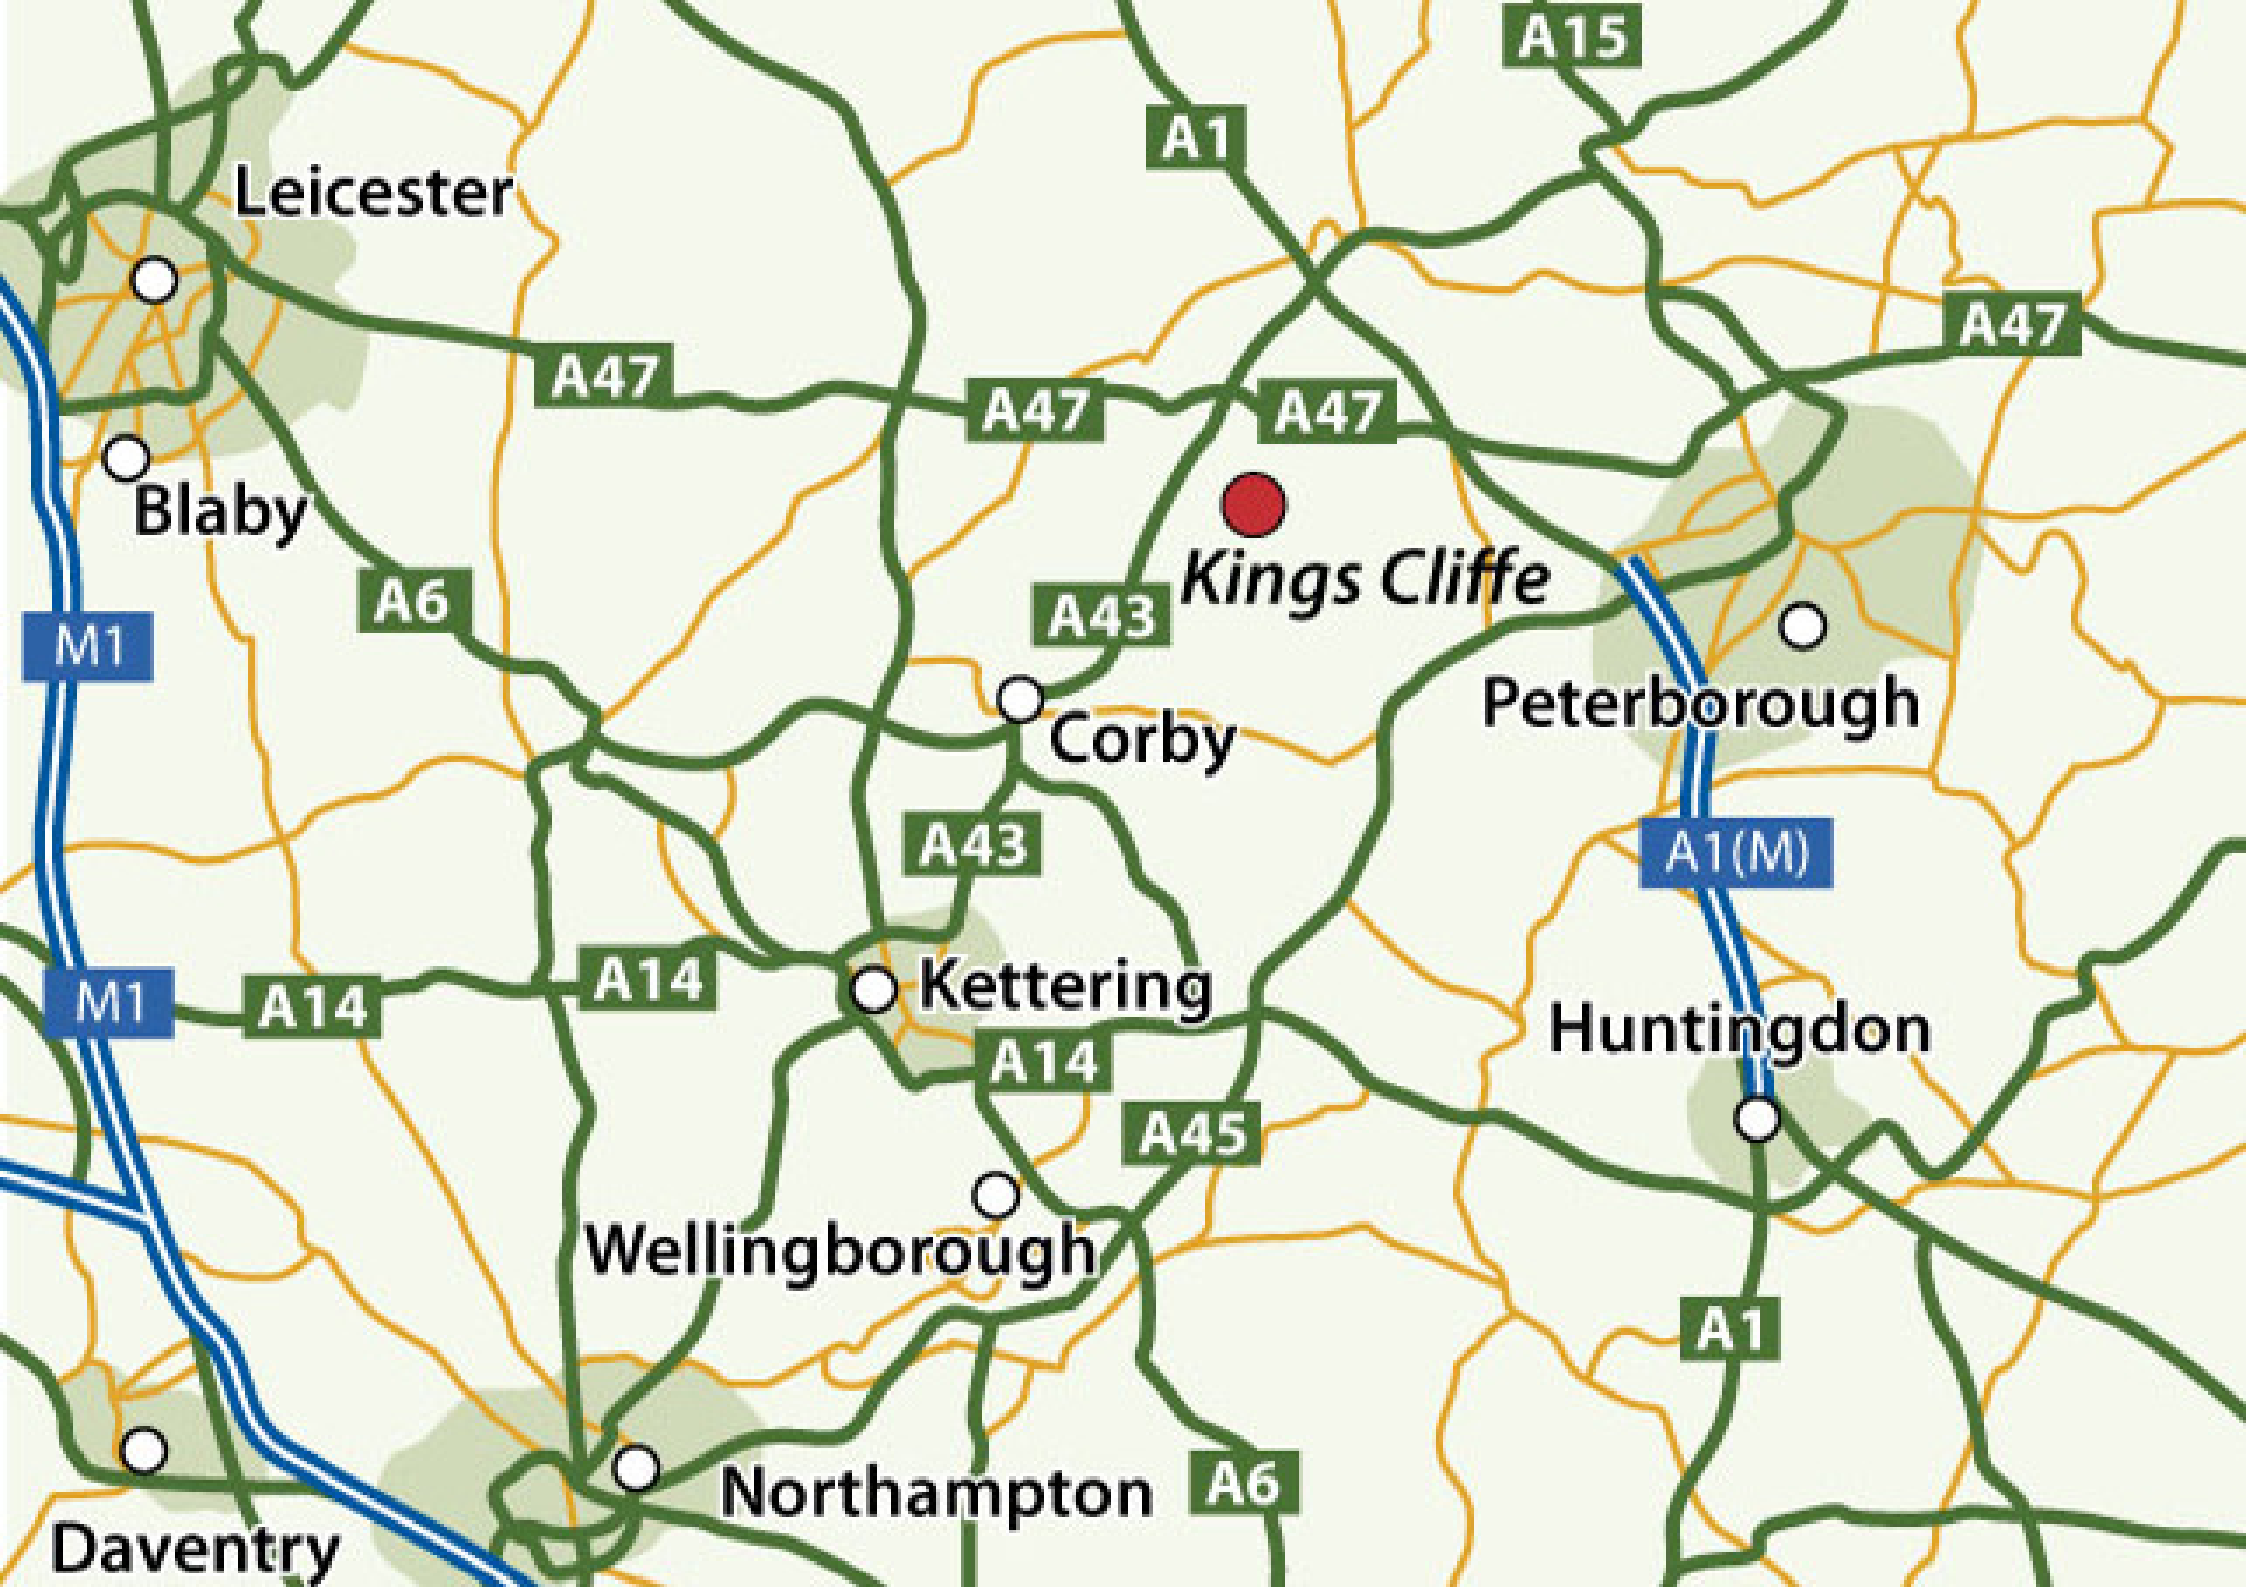 A15
A1
Leicester
A47
A47
A47
A47
Blaby
Kings Cliffe
A6
A43
M1
Peterborough
Corby
A43
A1(M)
A14
Kettering
M1
A14
Huntingdon
A14
A45
Wellingborough
A1
Northampton
A6
Daventry